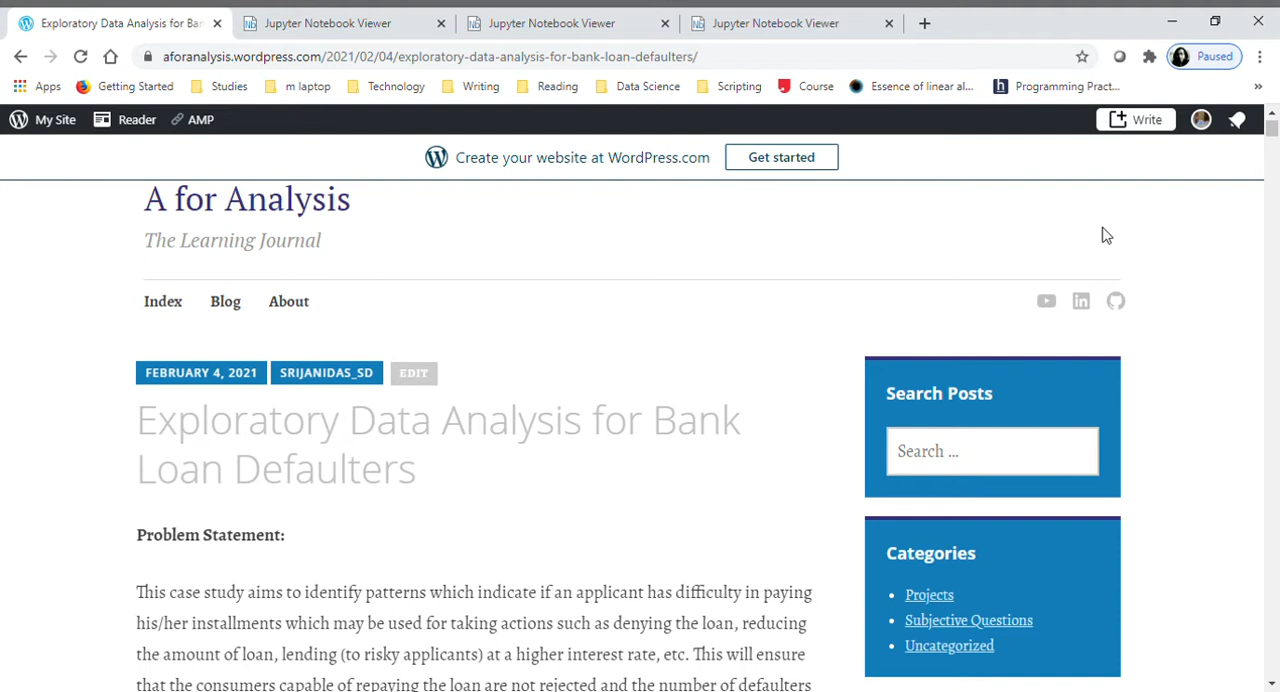 Exploratory Data Analysis for Ban
Jupyter Notebook Viewer
Jupyter Notebook Viewer
Jupyter Notebook Viewer
aforanalysis.wordpress.com/2021/02/04/exploratory-data-analysis-for-bank-loan-defaulters/
Paused
Apps
Getting Started
Studies
m laptop
Technology
Writing
Reading
Data Science
Scripting
Course
Essence of linear al...
Programming Pract...
»
My Site
Reader
AMP
Write
Create your website at WordPress.com
Get started
A for Analysis
The Learning Journal
Index
Blog
About
FEBRUARY 4, 2021
SRIJANIDAS_SD
EDIT
Exploratory Data Analysis for Bank
Loan Defaulters
Problem Statement:
This case study aims to identify patterns which indicate if an applicant has difficulty in paying
his/her installments which may be used for taking actions such as denying the loan, reducing
the amount of loan, lending (to risky applicants) at a higher interest rate, etc. This will ensure
that the consumers capable of repaying the loan are not rejected and the number of defaulters
Search Posts
Search ...
Categories
Projects
Subjective Questions
Uncategorized